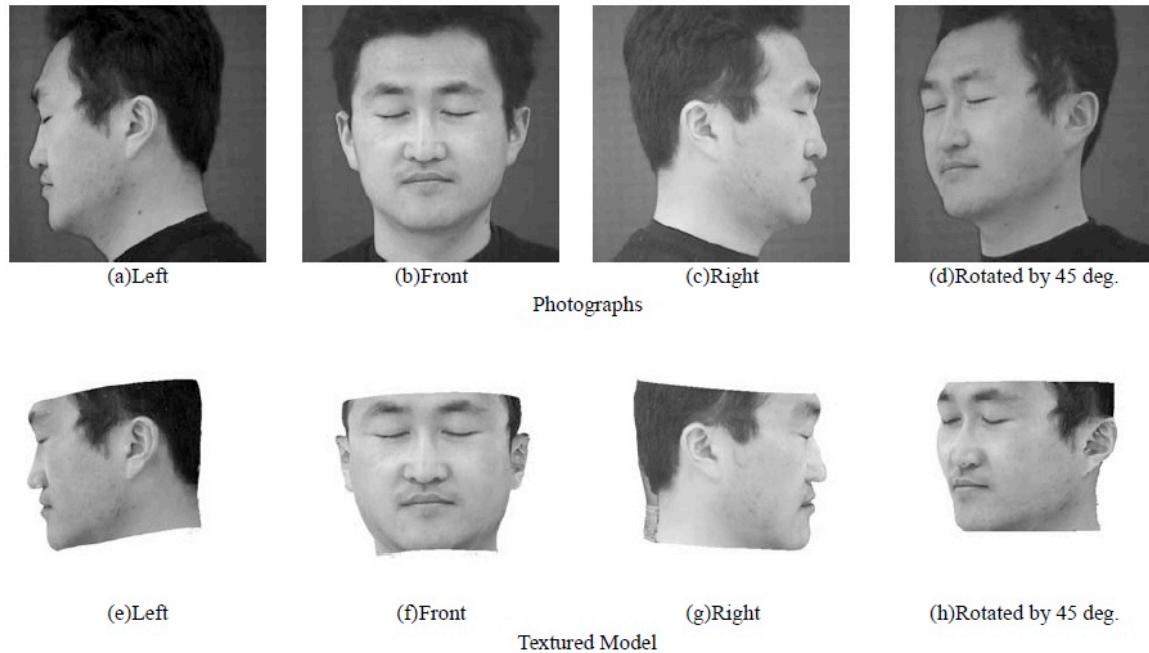 (a)Left (b)Front (c)Right (d)Rotated by 45 deg.
Photographs
(e)Left (f)Front (g)Right (h)Rotated by 45 deg.
Textured Model